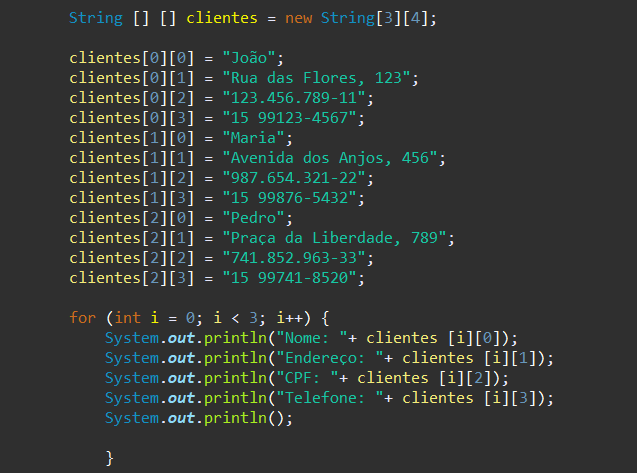 String [] [] clientes = new String[3][4];
clientes[0][0] = "João";
clientes[0][1] = "Rua das Flores, 123";
clientes[0][2] = "123.456.789-11";
clientes[0][3] = "15 99123-4567";
clientes[1][0] = "Maria";
clientes[1][1] = "Avenida dos Anjos, 456";
clientes[1][2] = "987.654.321-22";
clientes[1][3] = "15 99876-5432";
clientes[2][0] = "Pedro";
clientes[2][1] = "Praça da Liberdade, 789";
clientes[2][2] = "741.852.963-33";
clientes[2][3] = "15 99741-8520";
for (int i = 0; i < 3; i++) {
System.out.println("Nome: "+ clientes [i][0]);
System.out.println("Endereço: "+ clientes [i][1]);
System.out.println("CPF: "+ clientes [i][2]);
System.out.println("Telefone: "+ clientes [i][3]);
System.out.println();
}